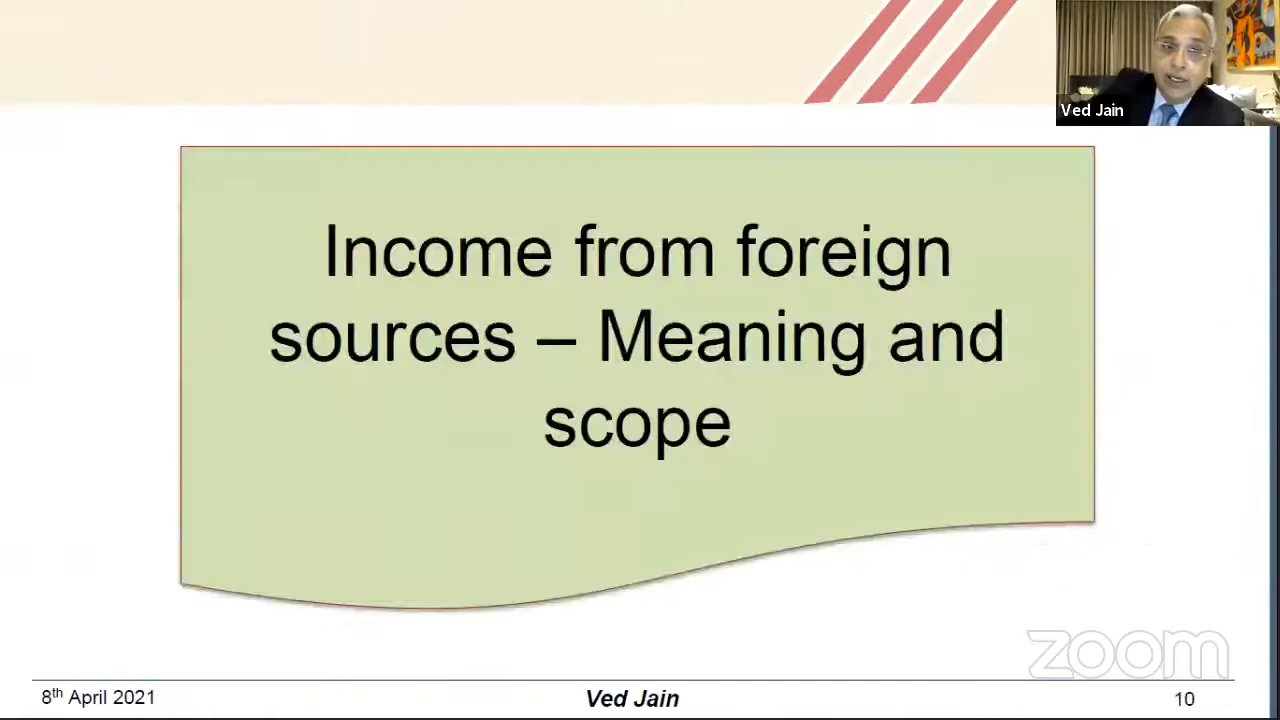 Ved Jain
Income from foreign
sources – Meaning and
scope
zoom
8th April 2021
Ved Jain
10